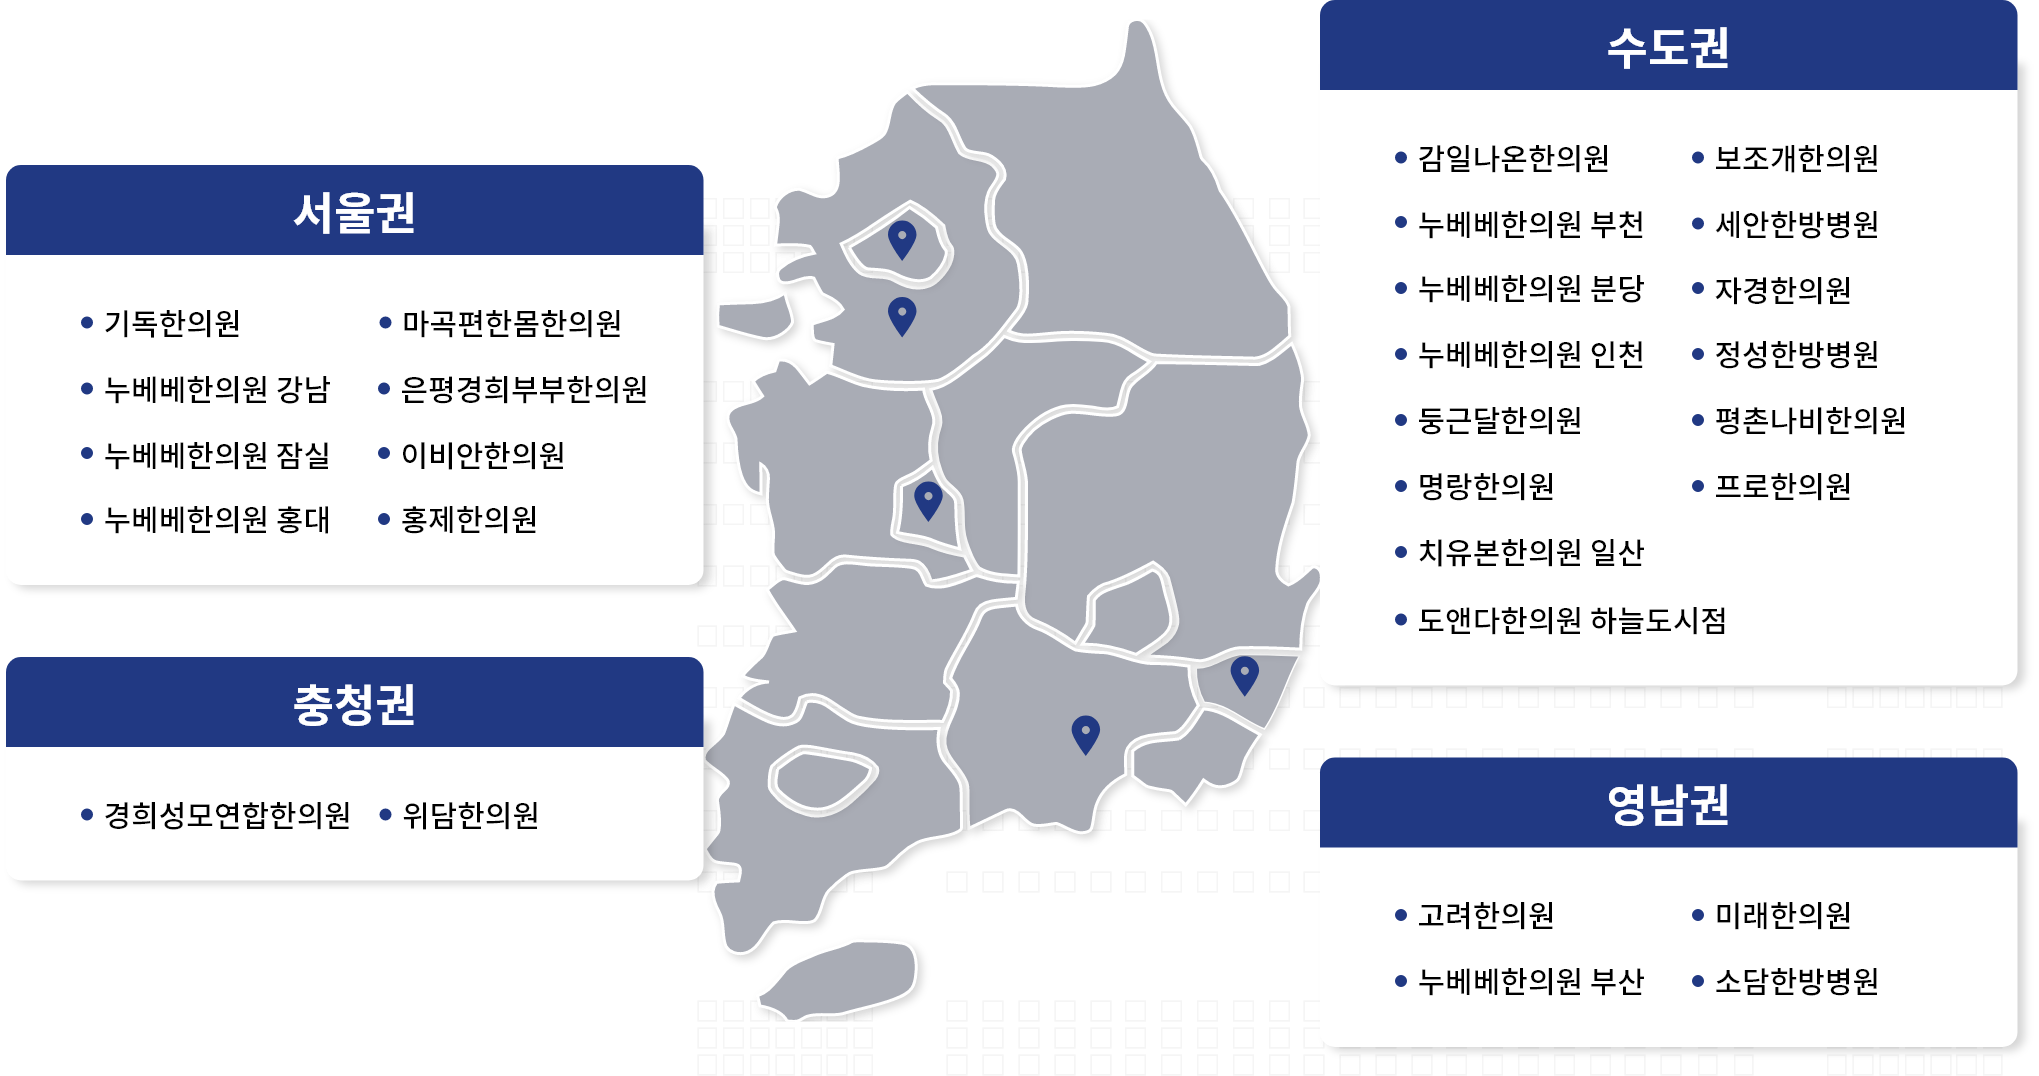 서울권
기독한의원
누베베한의원 강남
누베베한의원 잠실
누베베한의원 홍대
마곡편한몸한의원
은평경희부부한의원
이비안한의원
홍제한의원
충청권
경희성모연합한의원
위담한의원
수도권
감일나온한의원
누베베한의원 부천
누베베한의원 분당
누베베한의원 인천
둥근달한의원
명랑한의원
치유본한의원 일산
도앤다한의원 하늘도시점
보조개한의원
세안한방병원
자경한의원
정성한방병원
평촌나비한의원
프로한의원
영남권
고려한의원
누베베한의원 부산
미래한의원
소담한방병원